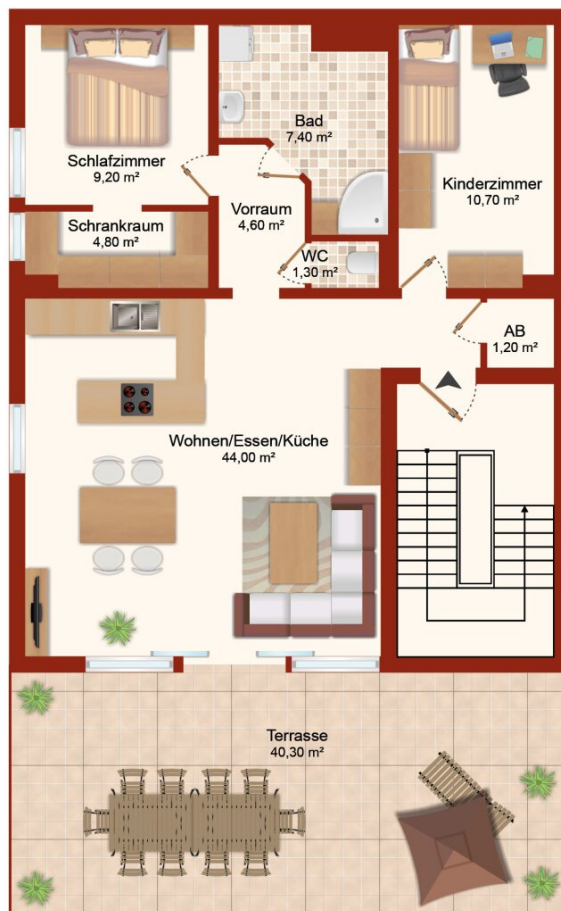 Bad
7,40 m²
Schlafzimmer
9,20 m²
Kinderzimmer
10,70 m²
Vorraum
4,60 m²
Schrankraum
4,80 m²
WC
1,30 m²
AB
1,20 m²
Wohnen/Essen/Küche
44,00 m²
Terrasse
40,30 m²